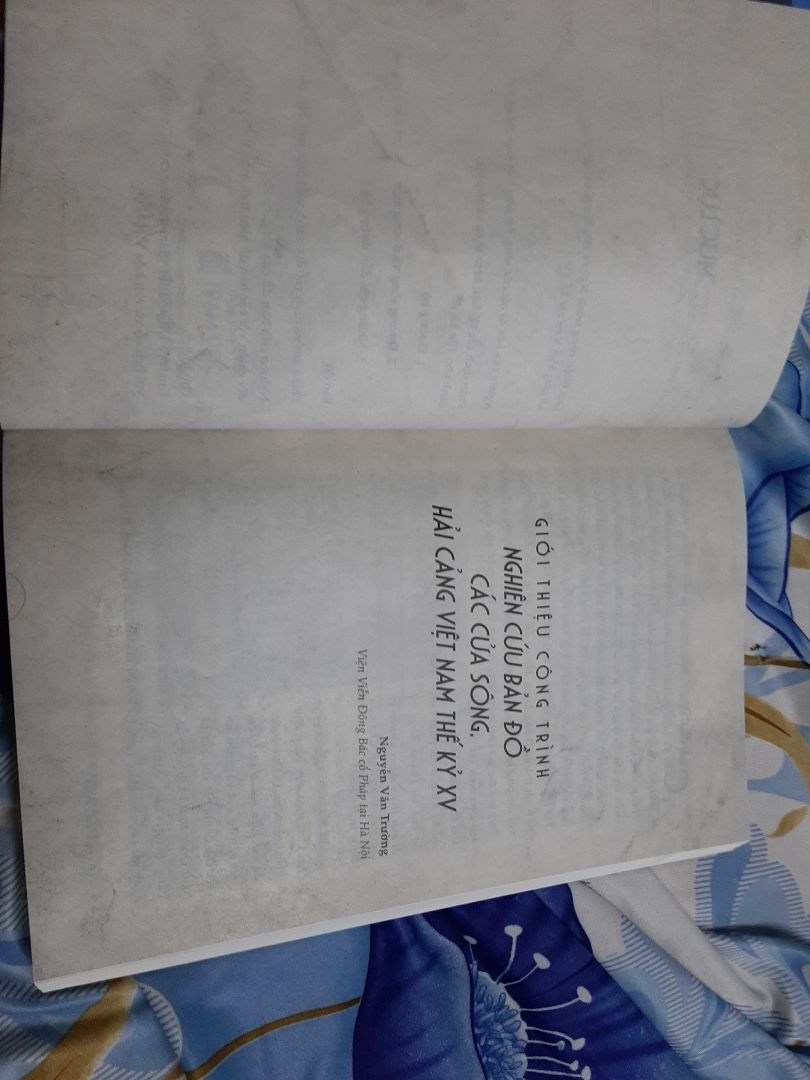 GIỚI THIỆU CÔNG TRÌNH
NGHIÊN CỨU BẢN ĐỒ
CÁC CỬA SÔNG,
HẢI CẢNG VIỆT NAM THẾ KỶ XV
Nguyễn Văn Trường
Viện Viễn Đông Bác cổ Pháp tại Hà Nội